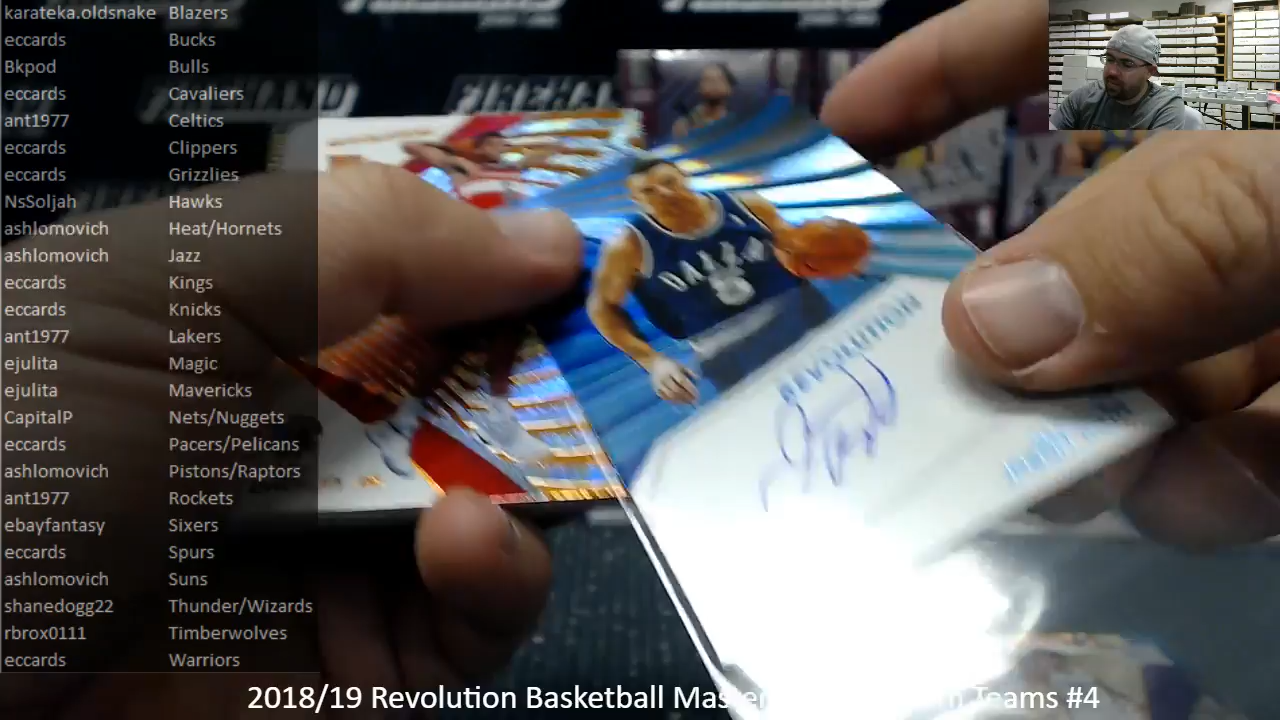 karateka.oldsnake Blazers
eccards Bucks
Bkpod Bulls
eccards Cavaliers
ant1977 Celtics
eccards Clippers
eccards Grizzlies
NsSoljah Hawks
ashlomovich Heat/Hornets
ashlomovich Jazz
eccards Kings
eccards Knicks
ant1977 Lakers
ejulita Magic
ejulita Mavericks
CapitalP Nets/Nuggets
eccards Pacers/Pelicans
ashlomovich Pistons/Raptors
ant1977 Rockets
ebayfantasy Sixers
eccards Spurs
ashlomovich Suns
shanedogg22 Thunder/Wizards
rbrox0111 Timberwolves
eccards Warriors
FIREHAND
DALLAS
REVOLUTION
2018/19 Revolution Basketball Master Teams #4